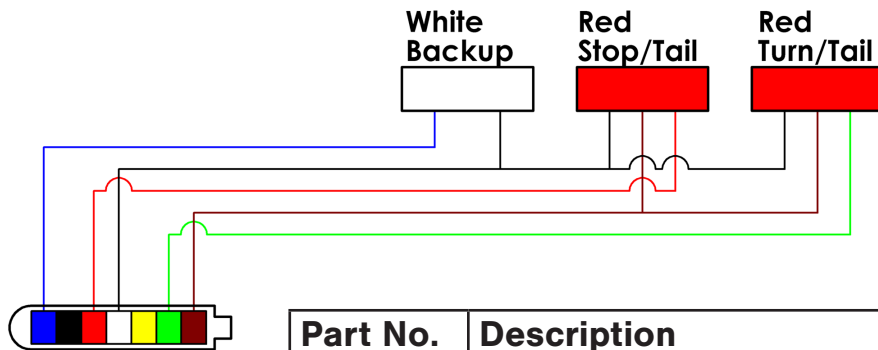 White
Backup
Red
Stop/Tail
Red
Turn/Tail
Part No.
Description